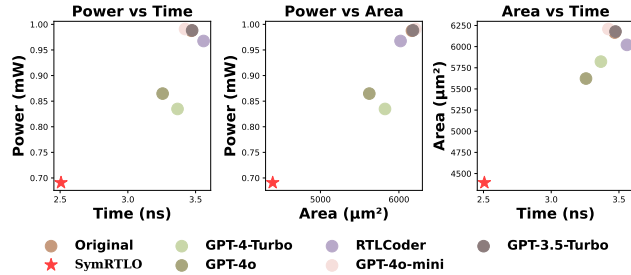 Power vs Time
Power vs Area
Area vs Time
Power (mW)
1.00
0.95
0.90
0.85
0.80
0.75
0.70
2.5
3.0
3.5
Time (ns)
Power (mW)
1.00
0.95
0.90
0.85
0.80
0.75
0.70
5000
6000
Area (μm²)
Area (μm²)
6250
6000
5750
5500
5250
5000
4750
4500
2.5
3.0
3.5
Time (ns)
Original
GPT-4-Turbo
RTLCoder
GPT-3.5-Turbo
SymRTLO
GPT-4o
GPT-4o-mini